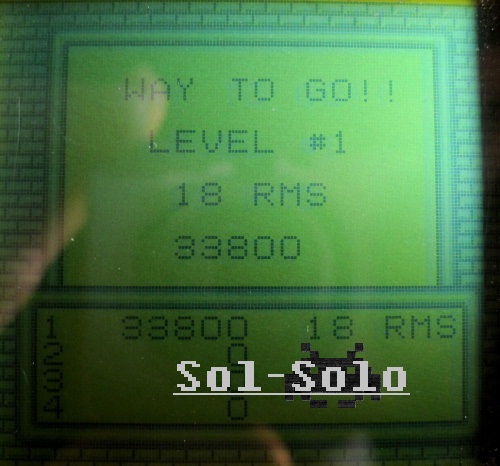 WAY TO GO!!
LEVEL #1
18 RMS
33800
1 33800 18 RMS
2 0
3
4 0
Sol-Solo